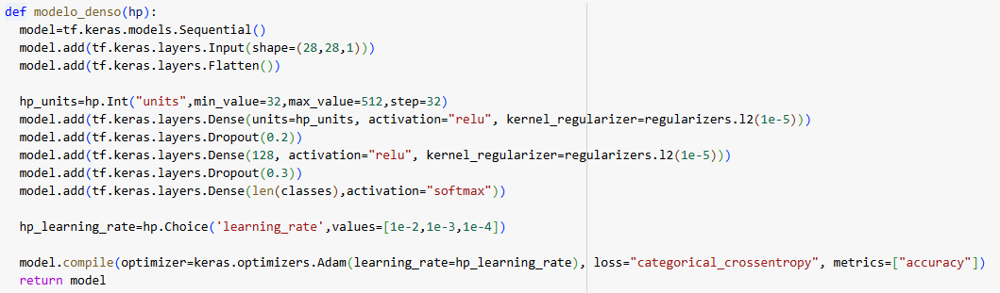 def modelo_denso(hp):
  model=tf.keras.models.Sequential()
  model.add(tf.keras.layers.Input(shape=(28,28,1)))
  model.add(tf.keras.layers.Flatten())

  hp_units=hp.Int("units",min_value=32,max_value=512,step=32)
  model.add(tf.keras.layers.Dense(units=hp_units, activation="relu", kernel_regularizer=regularizers.l2(1e-5)))
  model.add(tf.keras.layers.Dropout(0.2))
  model.add(tf.keras.layers.Dense(128, activation="relu", kernel_regularizer=regularizers.l2(1e-5)))
  model.add(tf.keras.layers.Dropout(0.3))
  model.add(tf.keras.layers.Dense(len(classes),activation="softmax"))

  hp_learning_rate=hp.Choice('learning_rate',values=[1e-2,1e-3,1e-4])

  model.compile(optimizer=keras.optimizers.Adam(learning_rate=hp_learning_rate), loss="categorical_crossentropy", metrics=["accuracy"])
  return model